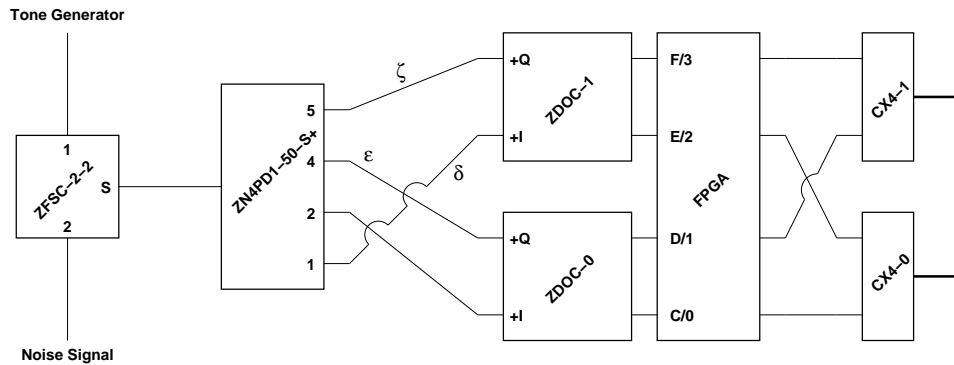 Tone Generator
1
ZFSC-2-2
S
2
Noise Signal
ZN4PD1-50-S+
5
4
2
1
ζ
ε
δ
+Q
+I
ZDOC-1
+Q
+I
ZDOC-0
F/3
E/2
FPGA
D/1
C/0
CX4-1
CX4-0